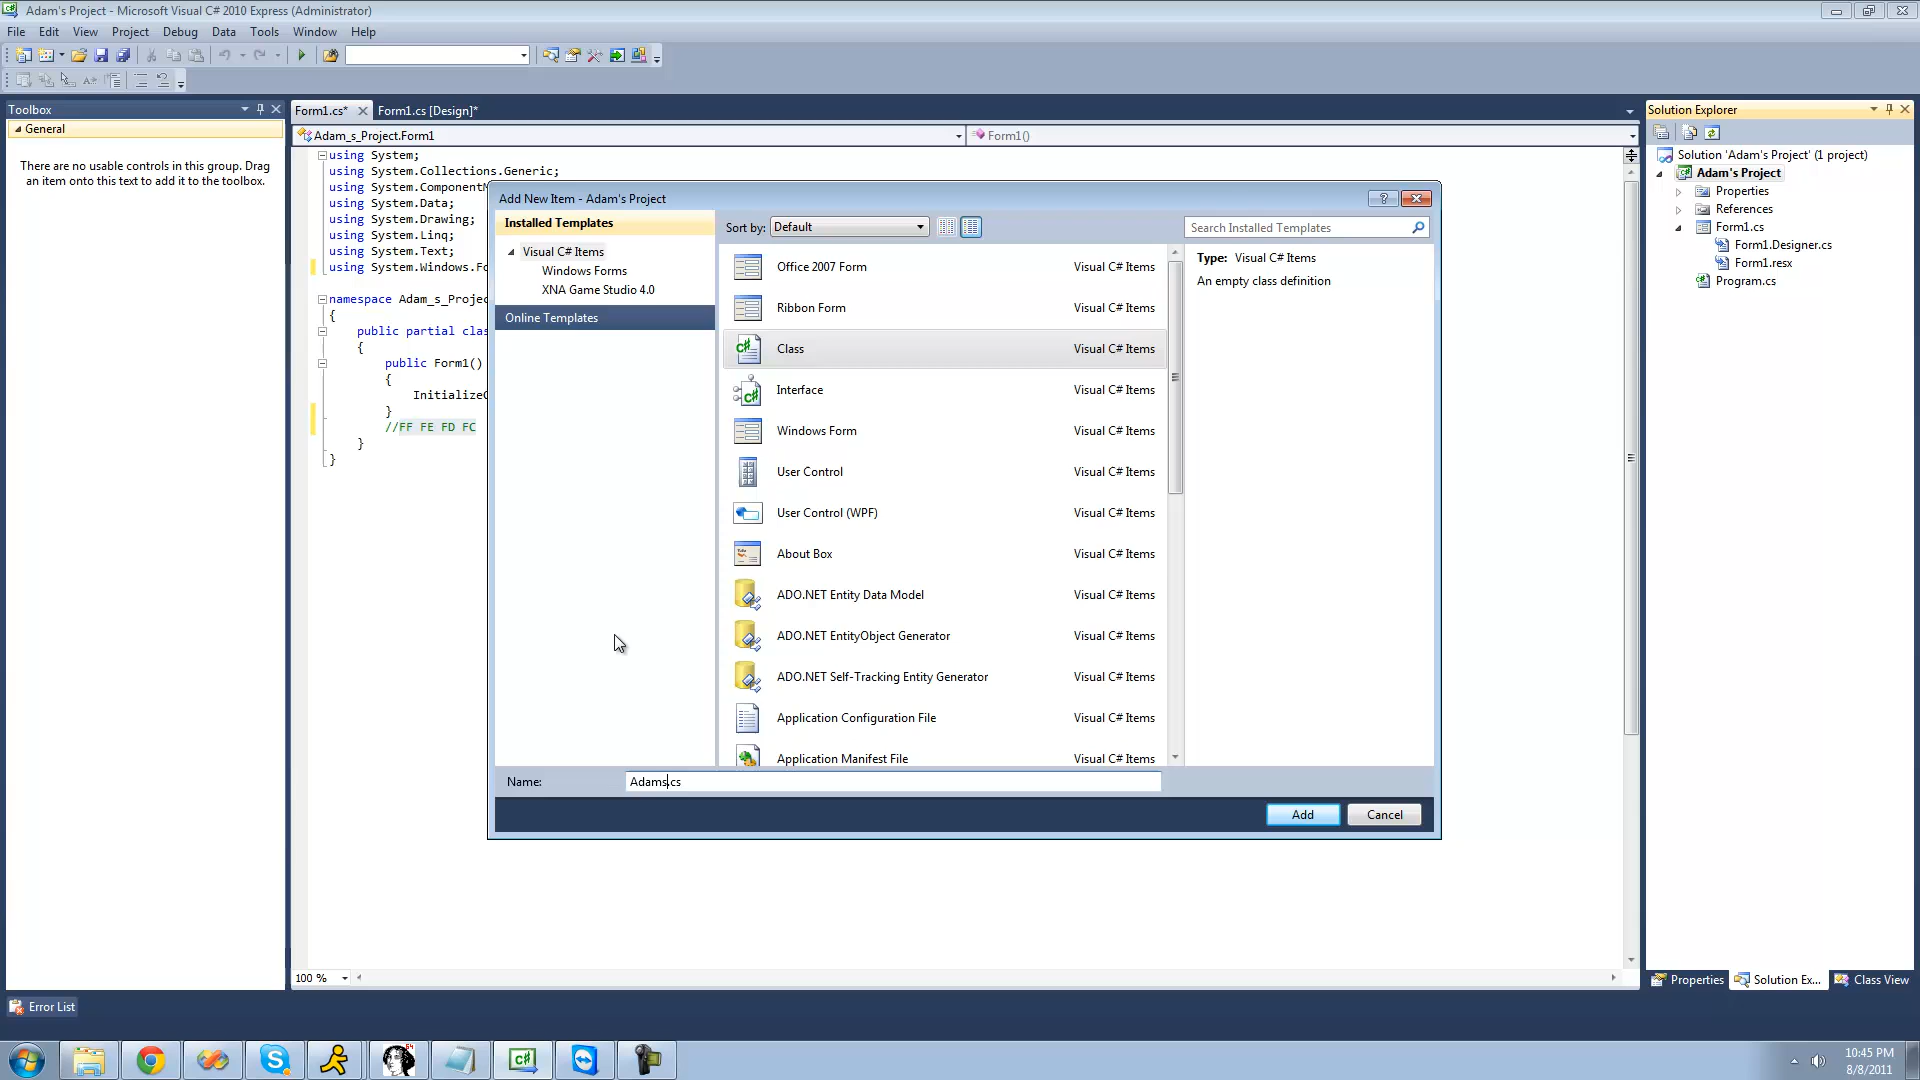 Adam's Project - Microsoft Visual C# 2010 Express (Administrator)
File Edit View Project Debug Data Tools Window Help
Toolbox
General
There are no usable controls in this group. Drag
an item onto this text to add it to the toolbox.
Form1.cs* Form1.cs [Design]*
Adam_s_Project.Form1 Form1()
using System;
using System.Collections.Generic;
using System.Component
using System.Data;
using System.Drawing;
using System.Linq;
using System.Text;
using System.Windows.Fo
namespace Adam_s_Projec
{
public partial clas
{
public Form1()
{
Initialize
}
//FF FE FD FC
}
}
100 %
Add New Item - Adam's Project
Installed Templates
Visual C# Items
Windows Forms
XNA Game Studio 4.0
Online Templates
Sort by: Default
Search Installed Templates
Office 2007 Form Visual C# Items
Ribbon Form Visual C# Items
Class Visual C# Items
Interface Visual C# Items
Windows Form Visual C# Items
User Control Visual C# Items
User Control (WPF) Visual C# Items
About Box Visual C# Items
ADO.NET Entity Data Model Visual C# Items
ADO.NET EntityObject Generator Visual C# Items
ADO.NET Self-Tracking Entity Generator Visual C# Items
Application Configuration File Visual C# Items
Application Manifest File Visual C# Items
Type: Visual C# Items
An empty class definition
Name: Adams.cs
Add Cancel
Solution Explorer
Solution 'Adam's Project' (1 project)
Adam's Project
Properties
References
Form1.cs
Form1.Designer.cs
Form1.resx
Program.cs
Properties Solution Ex... Class View
Error List
10:45 PM
8/8/2011